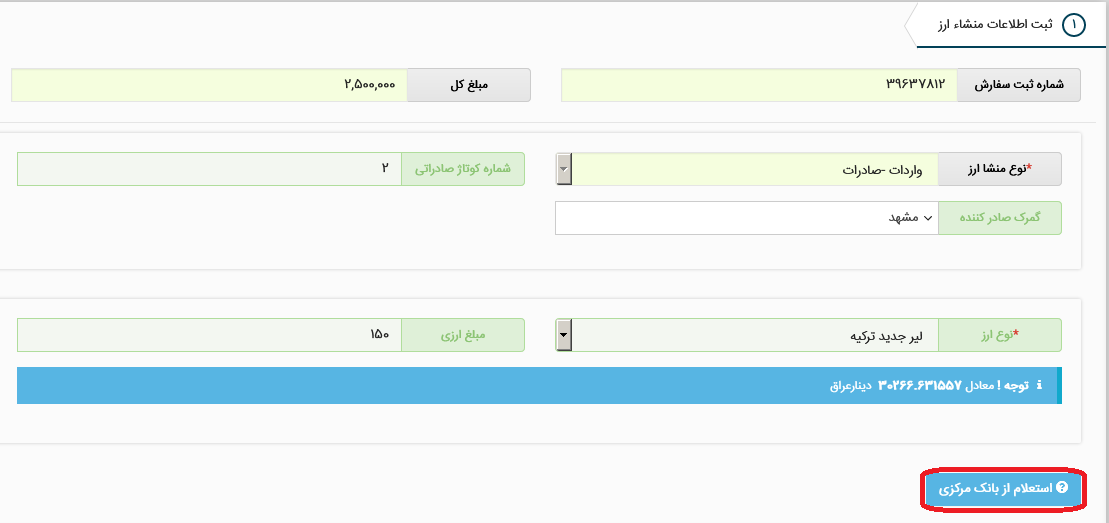 ۱ ثبت اطلاعات منشاء ارز
شماره ثبت سفارش ۳۹۶۳۷۸۱۲ مبلغ کل ۲,۵۰۰,۰۰۰
*نوع منشا ارز واردات -صادرات شماره کوتاژ صادراتی ۲
گمرک صادر کننده مشهد
*نوع ارز لیر جدید ترکیه مبلغ ارزی ۱۵۰
توجه ! معادل ۳۰۲۶۶.۶۳۱۵۵۷ دینارعراق
استعلام از بانک مرکزی